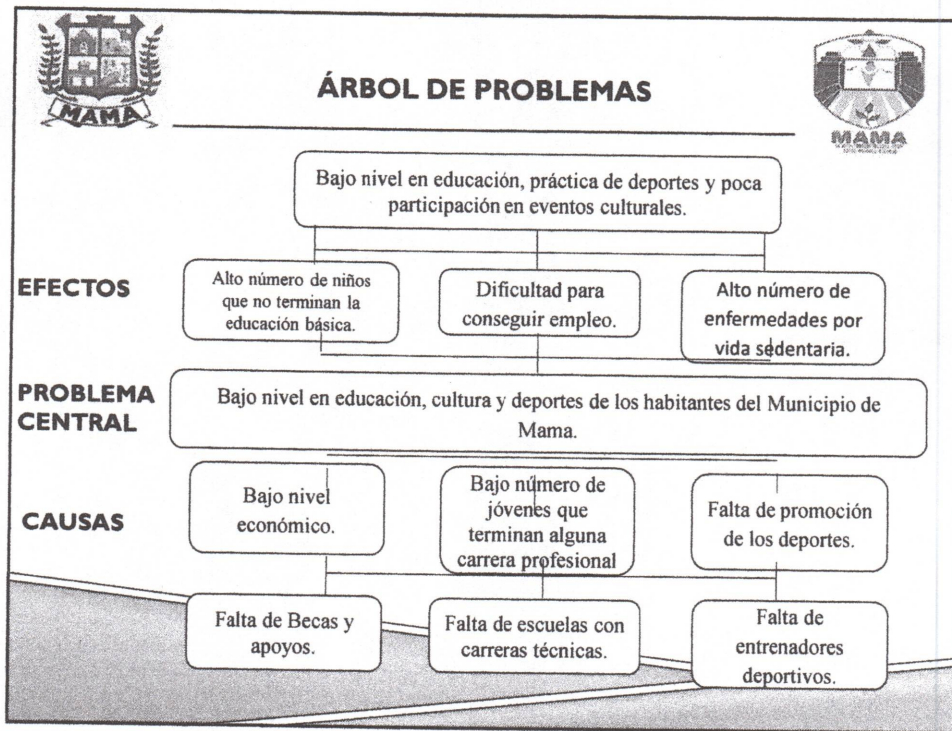 MAMA
ÁRBOL DE PROBLEMAS
MAMA
Bajo nivel en educación, práctica de deportes y poca
participación en eventos culturales.
EFECTOS
Alto número de niños
que no terminan la
educación básica.
Dificultad para
conseguir empleo.
Alto número de
enfermedades por
vida sedentaria.
PROBLEMA
CENTRAL
Bajo nivel en educación, cultura y deportes de los habitantes del Municipio de
Mama.
CAUSAS
Bajo nivel
económico.
Bajo número de
jóvenes que
terminan alguna
carrera profesional
Falta de promoción
de los deportes.
Falta de Becas y
apoyos.
Falta de escuelas con
carreras técnicas.
Falta de
entrenadores
deportivos.